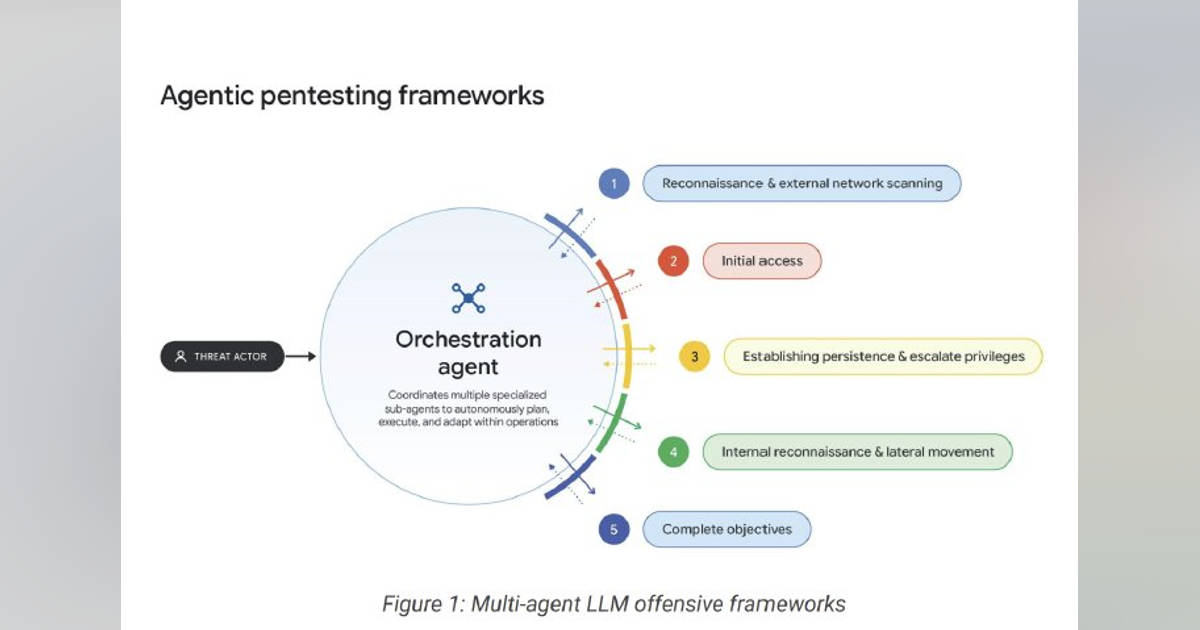 Agentic pentesting frameworks
1
Reconnaissance & external network scanning
2
Initial access
THREAT ACTOR
Orchestration
agent
Coordinates multiple specialized
sub-agents to autonomously plan,
execute, and adapt within operations
3
Establishing persistence & escalate privileges
4
Internal reconnaissance & lateral movement
5
Complete objectives
Figure 1: Multi-agent LLM offensive frameworks